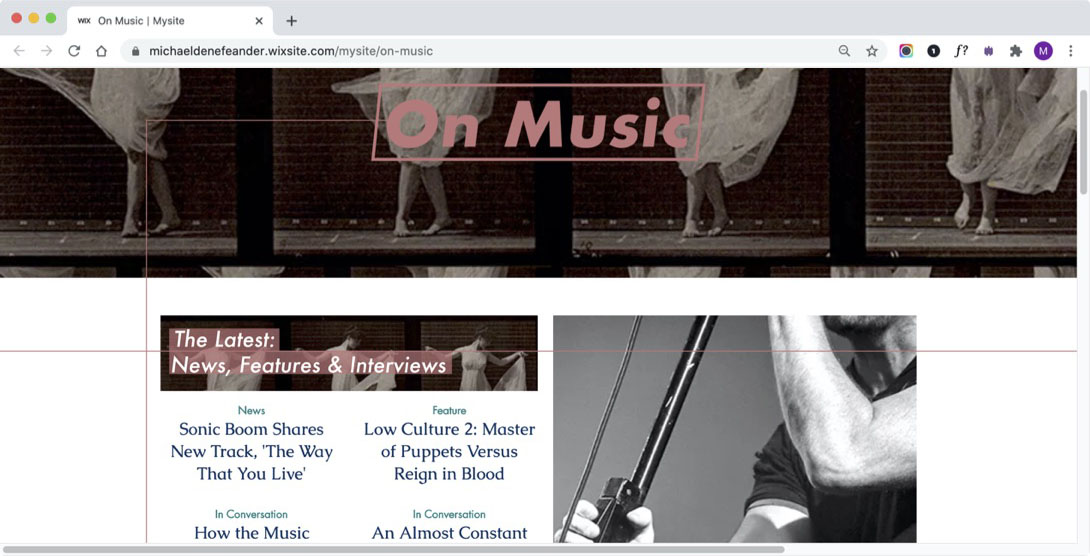 WiX On Music | Mysite
michaeldenefeander.wixsite.com/mysite/on-music
1
f?
M
On Music
The Latest:
News, Features & Interviews
News
Sonic Boom Shares
New Track, 'The Way
That You Live'
Feature
Low Culture 2: Master
of Puppets Versus
Reign in Blood
In Conversation
How the Music
In Conversation
An Almost Constant